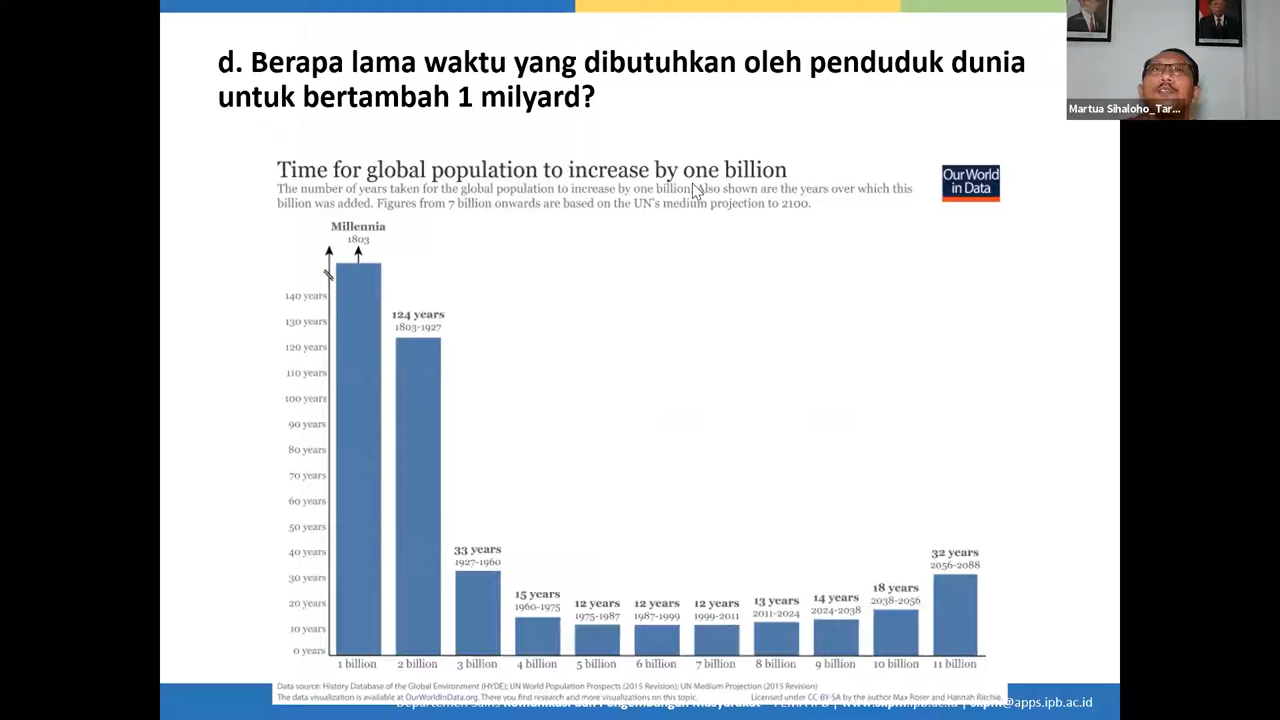 d. Berapa lama waktu yang dibutuhkan oleh penduduk dunia
untuk bertambah 1 milyard?
Martua Sihaloho_Tar...
Time for global population to increase by one billion
The number of years taken for the global population to increase by one billion. Also shown are the years over which this
billion was added. Figures from 7 billion onwards are based on the UN's medium projection to 2100.
Our World
in Data
Millennia
1803
140 years
130 years
120 years
110 years
100 years
90 years
80 years
70 years
60 years
50 years
40 years
30 years
20 years
10 years
0 years
124 years
1803-1927
33 years
1927-1960
15 years
1960-1975
12 years
1975-1987
12 years
1987-1999
12 years
1999-2011
13 years
2011-2024
14 years
2024-2038
18 years
2038-2056
32 years
2056-2088
1 billion 2 billion 3 billion 4 billion 5 billion 6 billion 7 billion 8 billion 9 billion 10 billion 11 billion
Data source: History Database of the Global Environment (HYDE); UN World Population Prospects (2015 Revision); UN Medium Projection (2015 Revision)
The data visualization is available at OurWorldinData.org. There you find research and more visualizations on this topic.
Licensed under CC-BY-SA by the author Max Roser and Hannah Ritchie.
@apps.ipb.ac.id